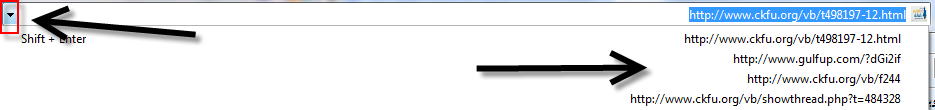 http://www.ckfu.org/vb/t498197-12.html
Shift + Enter
http://www.ckfu.org/vb/t498197-12.html
http://www.gulfup.com/?dGi2if
http://www.ckfu.org/vb/f244
http://www.ckfu.org/vb/showthread.php?t=484328